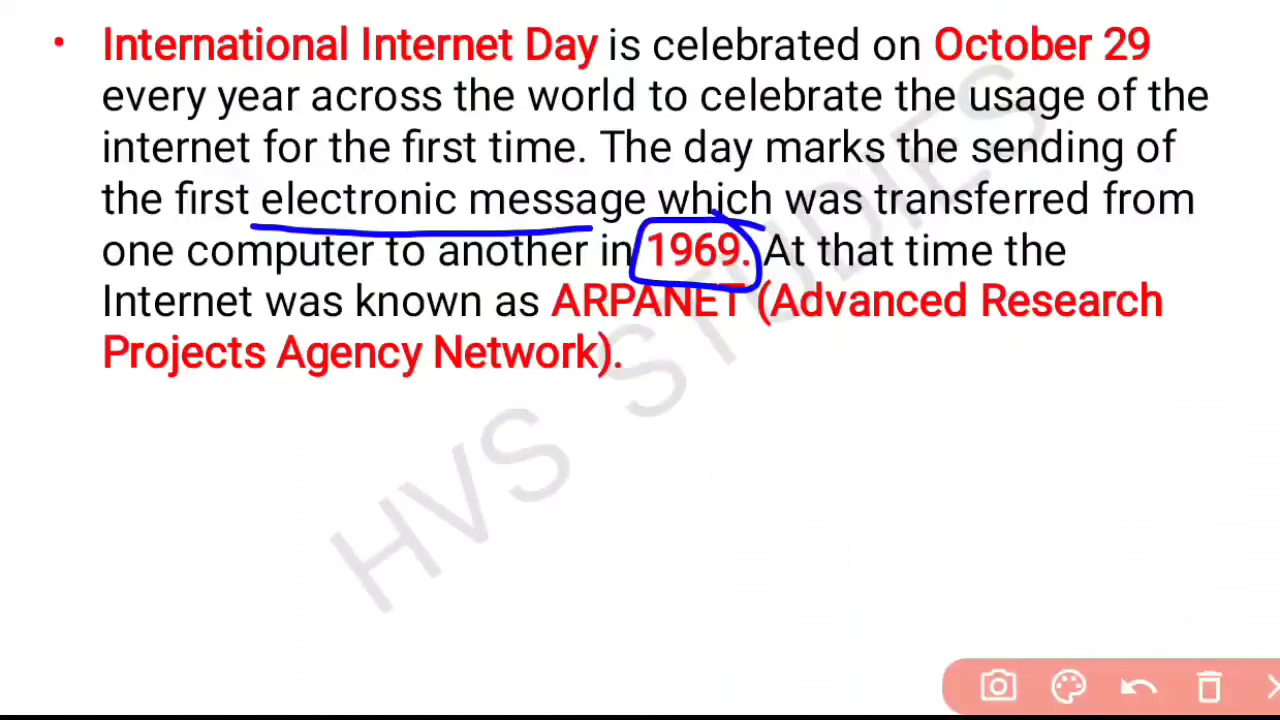 • International Internet Day is celebrated on October 29
every year across the world to celebrate the usage of the
internet for the first time. The day marks the sending of
the first electronic message which was transferred from
one computer to another in 1969. At that time the
Internet was known as ARPANET (Advanced Research
Projects Agency Network).
HVS STUDIES